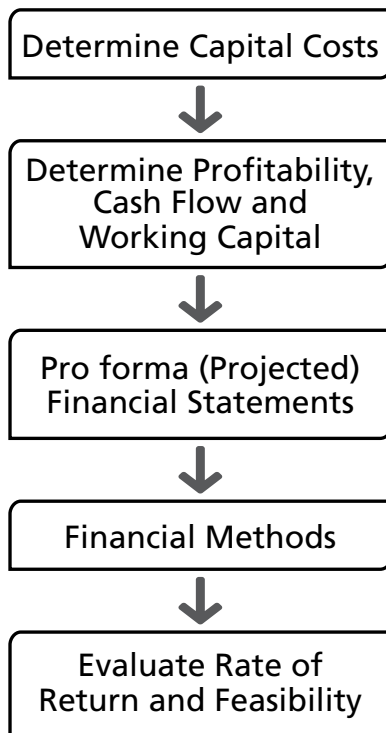 Determine Capital Costs
Determine Profitability,
Cash Flow and
Working Capital
Pro forma (Projected)
Financial Statements
Financial Methods
Evaluate Rate of
Return and Feasibility